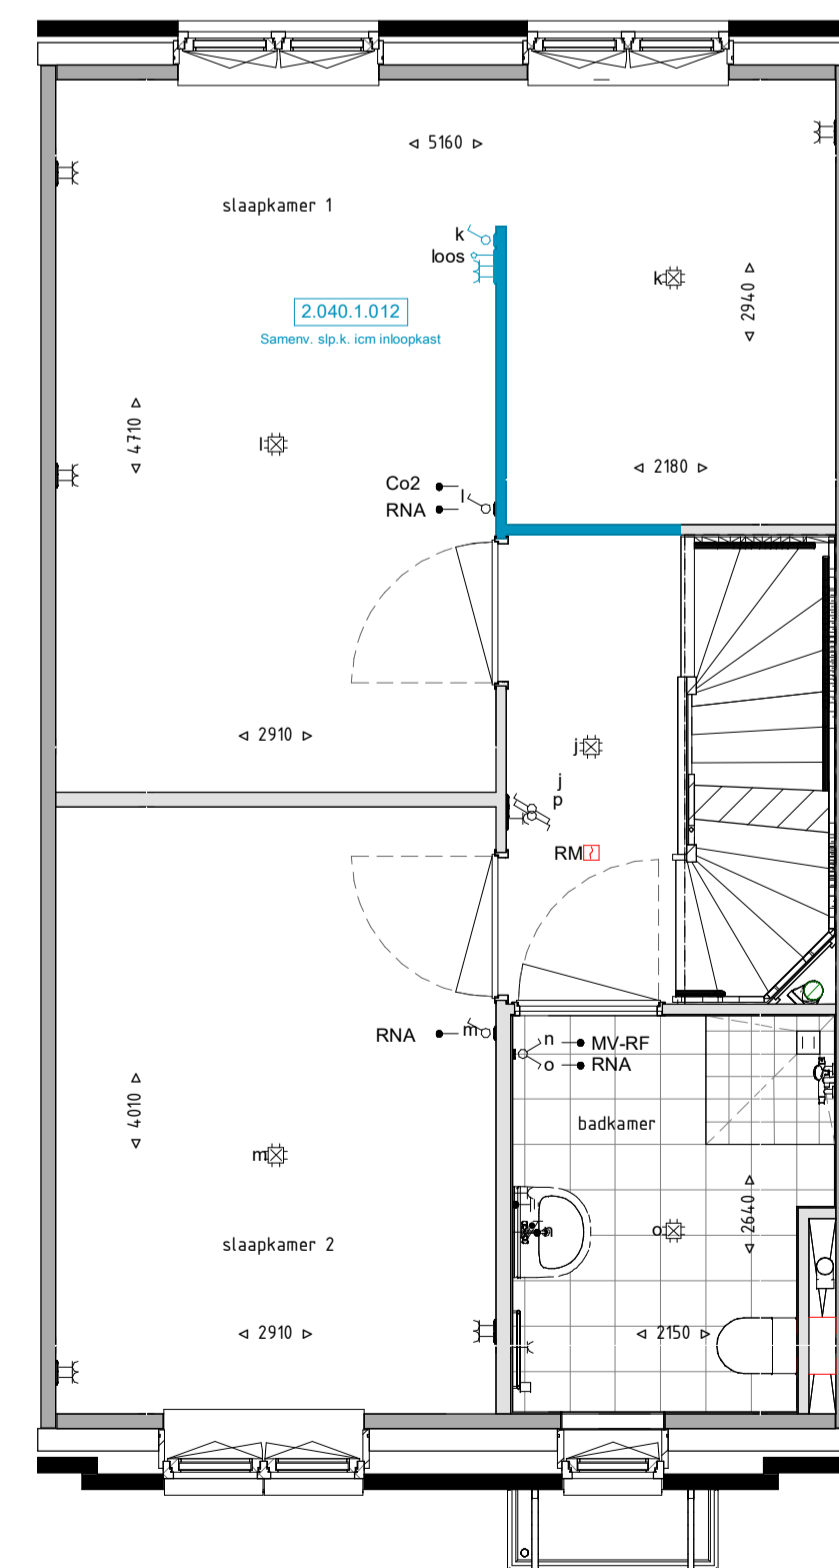 5160
slaapkamer 1
k
loos
k
2940
2.040.1.012
Samenv. slp.k. icm inloopkast
4710
l
2180
Co2
l
RNA
2910
j
j
p
RM
RNA
m
n
MV-RF
o
RNA
4010
badkamer
m
2640
o
slaapkamer 2
2910
2150